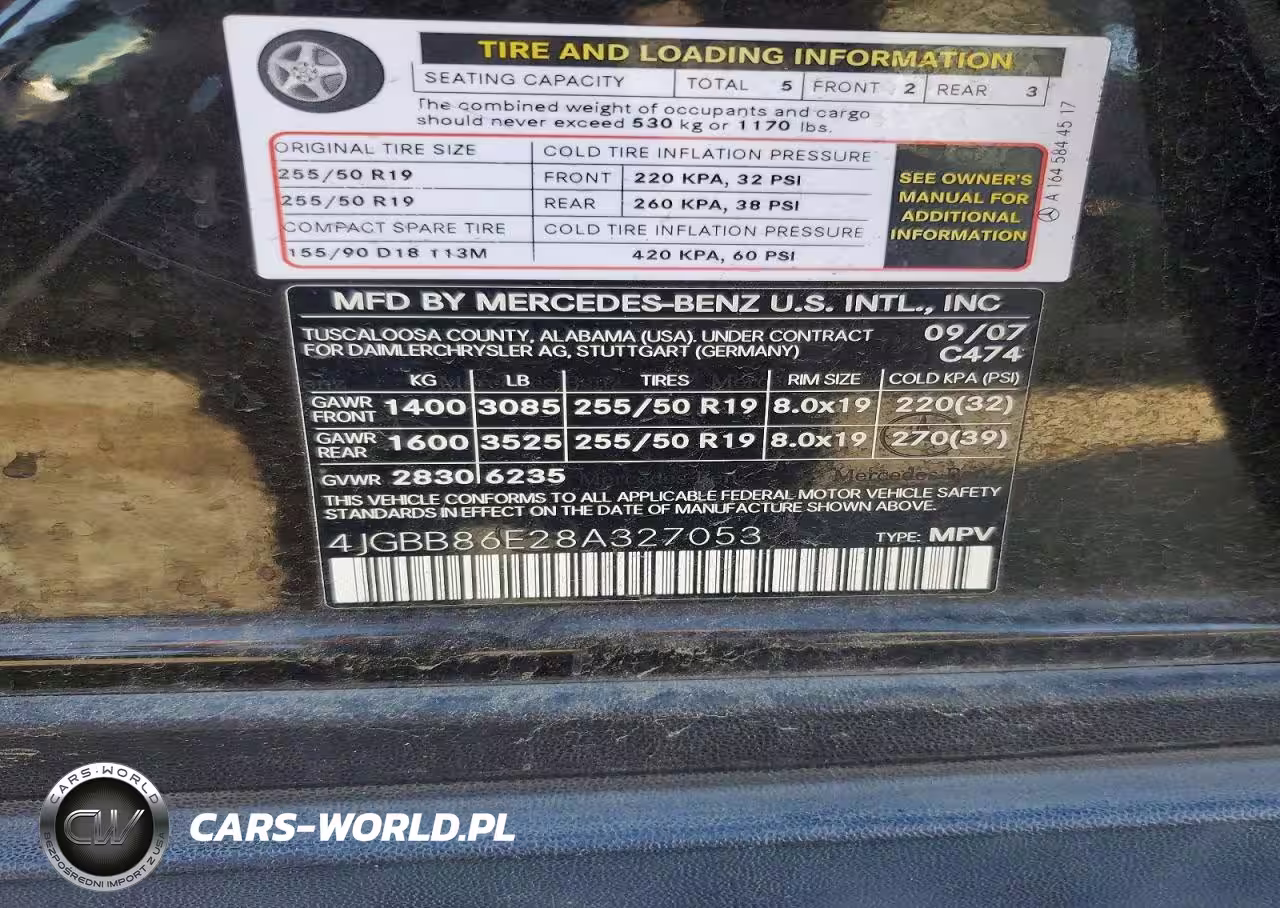 TIRE AND LOADING INFORMATION
SEATING CAPACITY TOTAL 5 FRONT 2 REAR 3
The combined weight of occupants and cargo
should never exceed 530 kg or 1170 lbs.
ORIGINAL TIRE SIZE COLD TIRE INFLATION PRESSURE
255/50 R19 FRONT 220 KPA, 32 PSI
255/50 R19 REAR 260 KPA, 38 PSI
COMPACT SPARE TIRE COLD TIRE INFLATION PRESSURE
155/90 D18 113M 420 KPA, 60 PSI
SEE OWNER'S
MANUAL FOR
ADDITIONAL
INFORMATION
A 164 584 45 17
MFD BY MERCEDES-BENZ U.S. INTL., INC
TUSCALOOSA COUNTY, ALABAMA (USA). UNDER CONTRACT 09/07
FOR DAIMLERCHRYSLER AG, STUTTGART (GERMANY) C474
KG LB TIRES RIM SIZE COLD KPA (PSI)
GAWR FRONT 1400 3085 255/50 R19 8.0x19 220(32)
GAWR REAR 1600 3525 255/50 R19 8.0x19 270(39)
GVWR 2830 6235
THIS VEHICLE CONFORMS TO ALL APPLICABLE FEDERAL MOTOR VEHICLE SAFETY
STANDARDS IN EFFECT ON THE DATE OF MANUFACTURE SHOWN ABOVE.
4JGBB86E28A327053 TYPE: MPV
CARS-WORLD
CW
BEZPOŚREDNI IMPORT Z USA
CARS-WORLD.PL